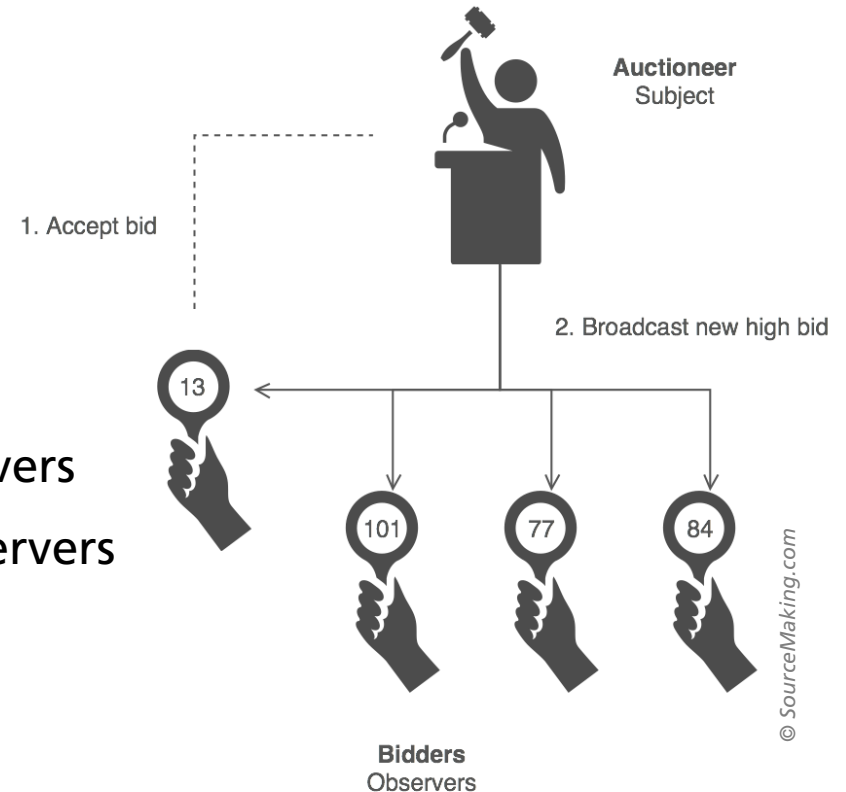 Auctioneer
Subject
1. Accept bid
2. Broadcast new high bid
13
vers
ervers
101
77
84
© SourceMaking.com
Bidders
Observers